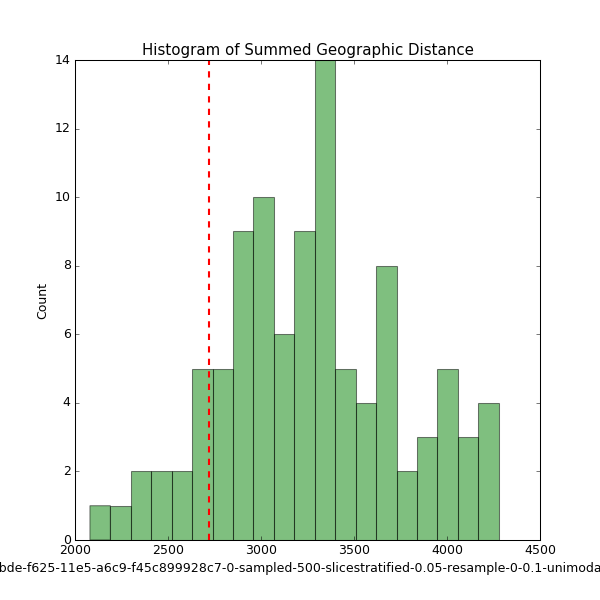 Histogram of Summed Geographic Distance
14
12
10
8
6
4
2
0
Count
2000 2500 3000 3500 4000 4500
bde-f625-11e5-a6c9-f45c899928c7-0-sampled-500-slicestratified-0.05-resample-0-0.1-unimoda